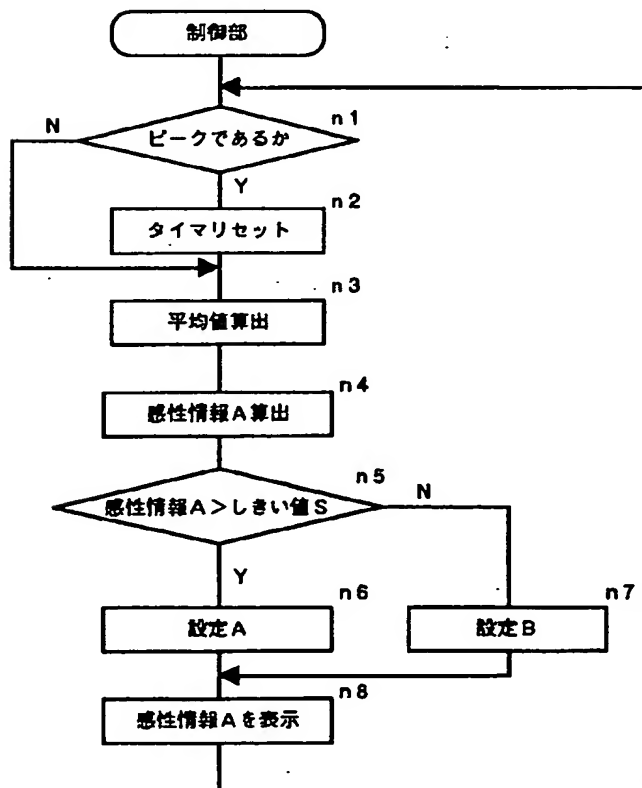 制御部
n1
N
ピークであるか
Y
n2
タイマリセット
n3
平均値算出
n4
感性情報A算出
n5
感性情報A>しきい値S
N
Y
n6
設定A
n7
設定B
n8
感性情報Aを表示